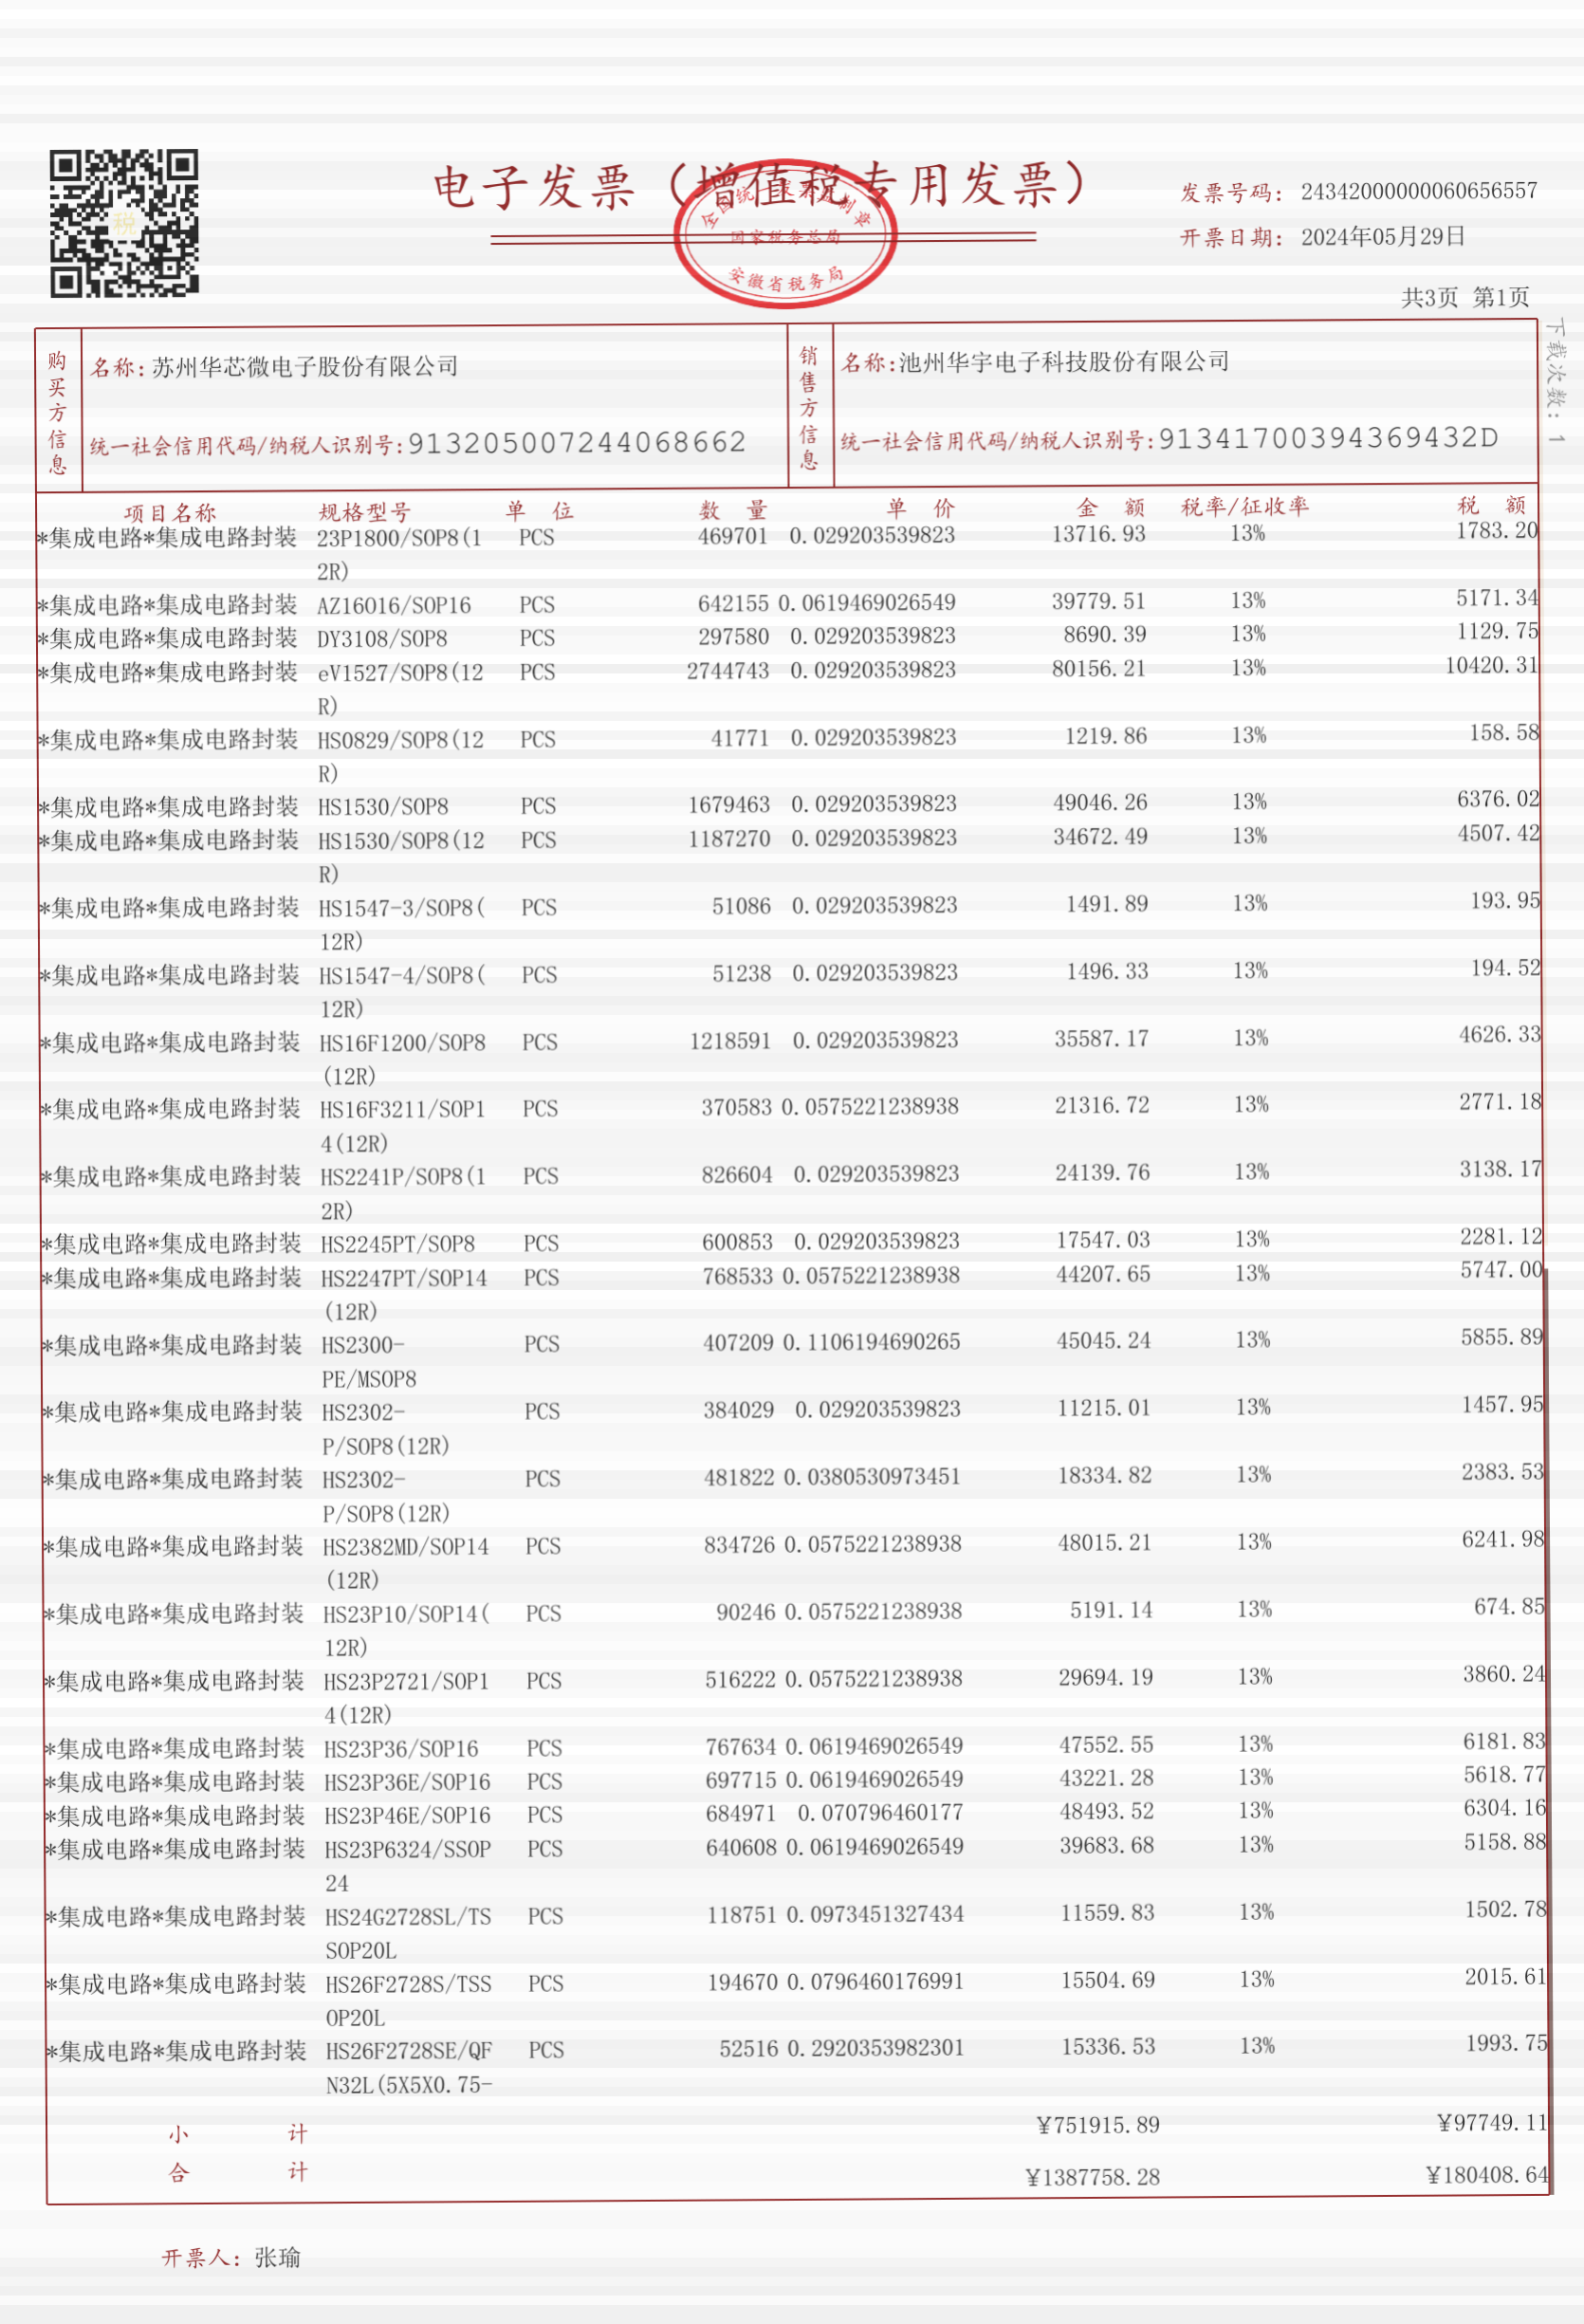 电子发票（增值税专用发票）
全国统一发票监制章
国家税务总局
安徽省税务局
税
发票号码： 24342000000060656557
开票日期： 2024年05月29日
共3页 第1页
下载次数：1
购买方信息
名称：苏州华芯微电子股份有限公司
统一社会信用代码/纳税人识别号：913205007244068662
销售方信息
名称：池州华宇电子科技股份有限公司
统一社会信用代码/纳税人识别号：91341700394369432D
项目名称 规格型号 单 位 数 量 单 价 金 额 税率/征收率 税 额
*集成电路*集成电路封装 23P1800/SOP8(1 PCS 469701 0.029203539823 13716.93 13% 1783.20
2R)
*集成电路*集成电路封装 AZ16016/SOP16 PCS 642155 0.0619469026549 39779.51 13% 5171.34
*集成电路*集成电路封装 DY3108/SOP8 PCS 297580 0.029203539823 8690.39 13% 1129.75
*集成电路*集成电路封装 eV1527/SOP8(12 PCS 2744743 0.029203539823 80156.21 13% 10420.31
R)
*集成电路*集成电路封装 HS0829/SOP8(12 PCS 41771 0.029203539823 1219.86 13% 158.58
R)
*集成电路*集成电路封装 HS1530/SOP8 PCS 1679463 0.029203539823 49046.26 13% 6376.02
*集成电路*集成电路封装 HS1530/SOP8(12 PCS 1187270 0.029203539823 34672.49 13% 4507.42
R)
*集成电路*集成电路封装 HS1547-3/SOP8( PCS 51086 0.029203539823 1491.89 13% 193.95
12R)
*集成电路*集成电路封装 HS1547-4/SOP8( PCS 51238 0.029203539823 1496.33 13% 194.52
12R)
*集成电路*集成电路封装 HS16F1200/SOP8 PCS 1218591 0.029203539823 35587.17 13% 4626.33
(12R)
*集成电路*集成电路封装 HS16F3211/SOP1 PCS 370583 0.0575221238938 21316.72 13% 2771.18
4(12R)
*集成电路*集成电路封装 HS2241P/SOP8(1 PCS 826604 0.029203539823 24139.76 13% 3138.17
2R)
*集成电路*集成电路封装 HS2245PT/SOP8 PCS 600853 0.029203539823 17547.03 13% 2281.12
*集成电路*集成电路封装 HS2247PT/SOP14 PCS 768533 0.0575221238938 44207.65 13% 5747.00
(12R)
*集成电路*集成电路封装 HS2300- PCS 407209 0.1106194690265 45045.24 13% 5855.89
PE/MSOP8
*集成电路*集成电路封装 HS2302- PCS 384029 0.029203539823 11215.01 13% 1457.95
P/SOP8(12R)
*集成电路*集成电路封装 HS2302- PCS 481822 0.0380530973451 18334.82 13% 2383.53
P/SOP8(12R)
*集成电路*集成电路封装 HS2382MD/SOP14 PCS 834726 0.0575221238938 48015.21 13% 6241.98
(12R)
*集成电路*集成电路封装 HS23P10/SOP14( PCS 90246 0.0575221238938 5191.14 13% 674.85
12R)
*集成电路*集成电路封装 HS23P2721/SOP1 PCS 516222 0.0575221238938 29694.19 13% 3860.24
4(12R)
*集成电路*集成电路封装 HS23P36/SOP16 PCS 767634 0.0619469026549 47552.55 13% 6181.83
*集成电路*集成电路封装 HS23P36E/SOP16 PCS 697715 0.0619469026549 43221.28 13% 5618.77
*集成电路*集成电路封装 HS23P46E/SOP16 PCS 684971 0.070796460177 48493.52 13% 6304.16
*集成电路*集成电路封装 HS23P6324/SSOP PCS 640608 0.0619469026549 39683.68 13% 5158.88
24
*集成电路*集成电路封装 HS24G2728SL/TS PCS 118751 0.0973451327434 11559.83 13% 1502.78
SOP20L
*集成电路*集成电路封装 HS26F2728S/TSS PCS 194670 0.0796460176991 15504.69 13% 2015.61
OP20L
*集成电路*集成电路封装 HS26F2728SE/QF PCS 52516 0.2920353982301 15336.53 13% 1993.75
N32L(5X5X0.75-
小 计 ¥751915.89 ¥97749.11
合 计 ¥1387758.28 ¥180408.64
开票人： 张瑜